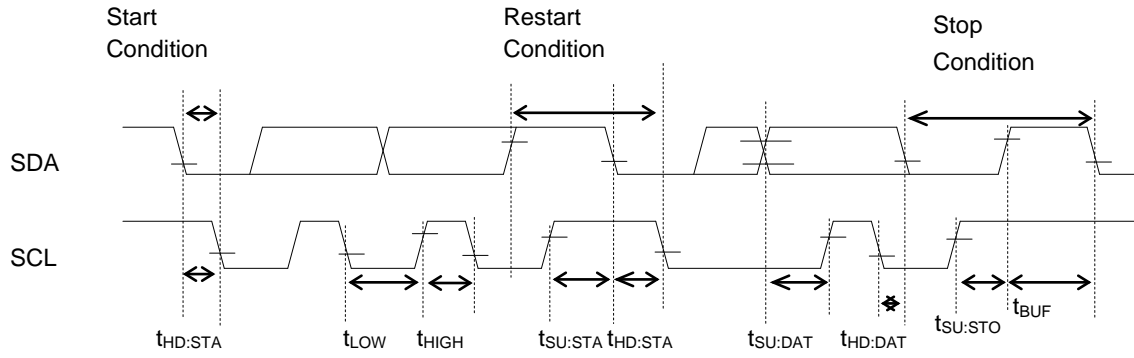 Start
Condition
Restart
Condition
Stop
Condition
SDA
SCL
tHD:STA
tLOW
tHIGH
tSU:STA
tHD:STA
tSU:DAT
tHD:DAT
tSU:STO
tBUF